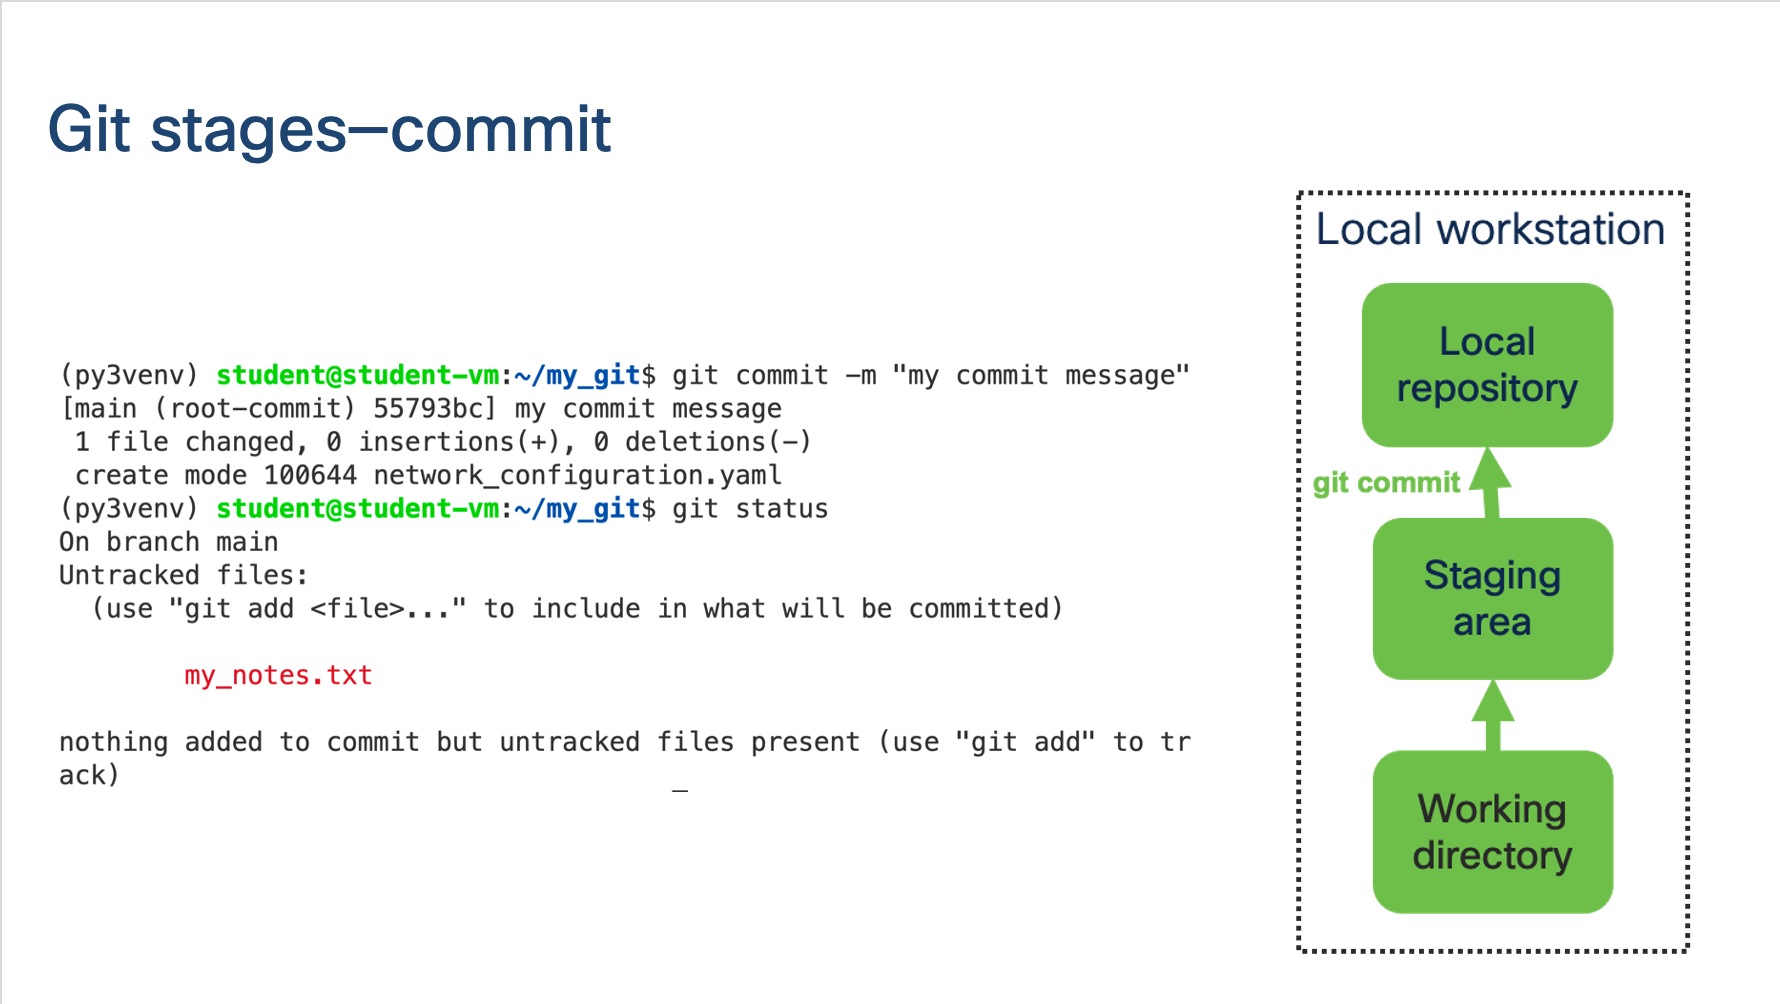 Git stages—commit
(py3venv) student@student-vm:~/my_git$ git commit -m "my commit message"
[main (root-commit) 55793bc] my commit message
 1 file changed, 0 insertions(+), 0 deletions(-)
 create mode 100644 network_configuration.yaml
(py3venv) student@student-vm:~/my_git$ git status
On branch main
Untracked files:
  (use "git add <file>..." to include in what will be committed)
        my_notes.txt
nothing added to commit but untracked files present (use "git add" to tr
ack)
_
Local workstation
Local
repository
git commit
Staging
area
Working
directory